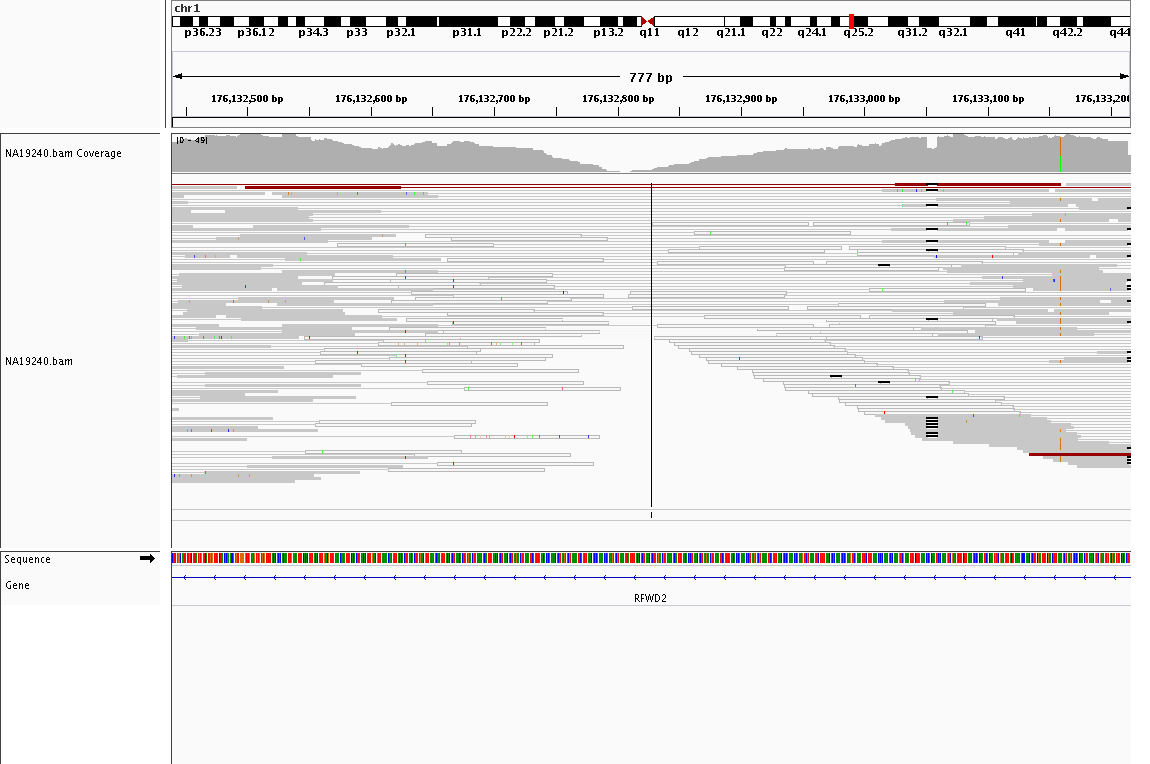 chr1
p36.23 p36.12 p34.3 p33 p32.1 p31.1 p22.2 p21.2 p13.2 q11 q12 q21.1 q22 q24.1 q25.2 q31.2 q32.1 q41 q42.2 q44
777 bp
176,132,500 bp 176,132,600 bp 176,132,700 bp 176,132,800 bp 176,132,900 bp 176,133,000 bp 176,133,100 bp 176,133,200
[0 - 49]
NA19240.bam Coverage
NA19240.bam
Sequence
Gene
RFWD2